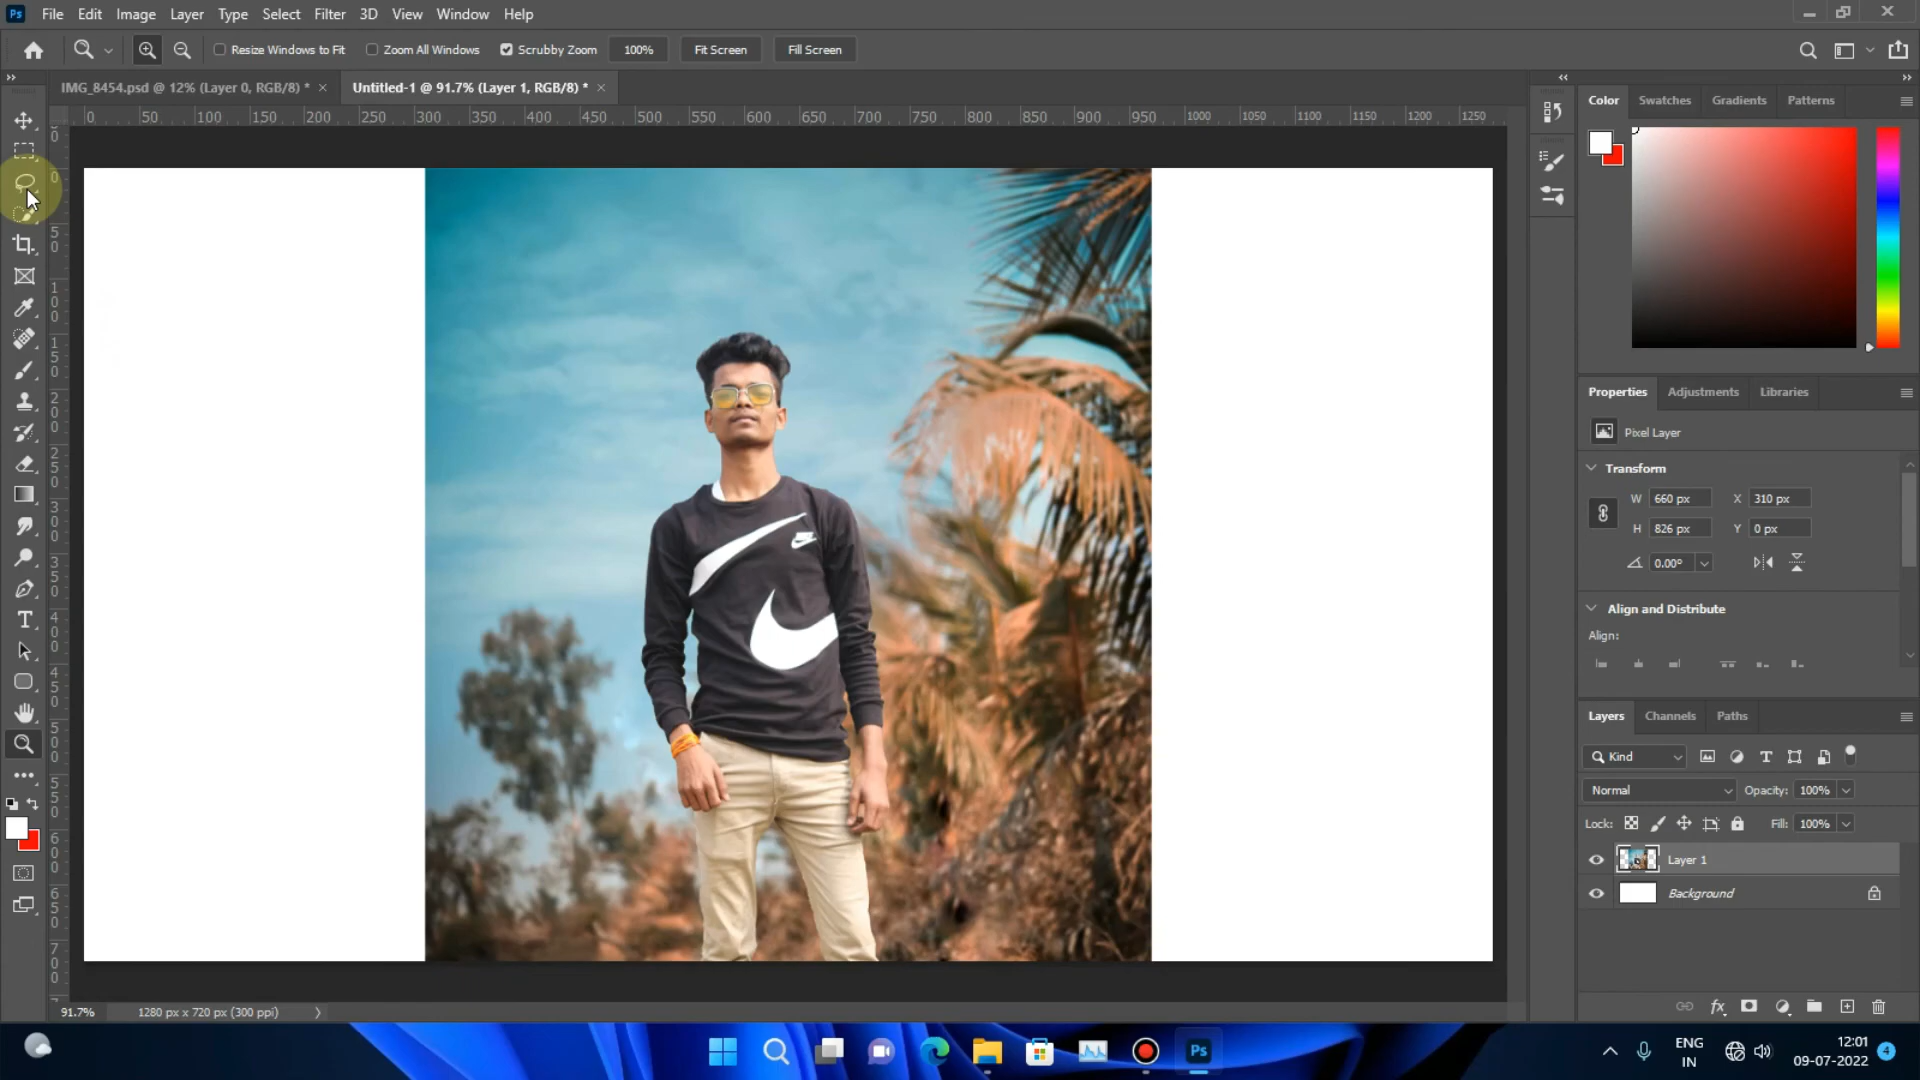 Ps File Edit Image Layer Type Select Filter 3D View Window Help
Resize Windows to Fit Zoom All Windows Scrubby Zoom 100% Fit Screen Fill Screen
IMG_8454.psd @ 12% (Layer 0, RGB/8) * × Untitled-1 @ 91.7% (Layer 1, RGB/8) * ×
0 50 100 150 200 250 300 350 400 450 500 550 600 650 700 750 800 850 900 950 1000 1050 1100 1150 1200 1250
Color Swatches Gradients Patterns
Properties Adjustments Libraries
Pixel Layer
Transform
W 660 px X 310 px
H 826 px Y 0 px
0.00°
Align and Distribute
Align:
Layers Channels Paths
Kind
Normal Opacity: 100%
Lock: Fill: 100%
Layer 1
Background
91.7% 1280 px x 720 px (300 ppi)
Ps
ENG
IN
12:01
09-07-2022
4